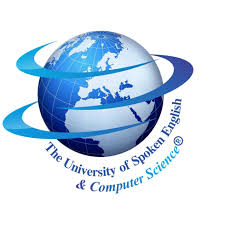 The University of Spoken English
& Computer Science®